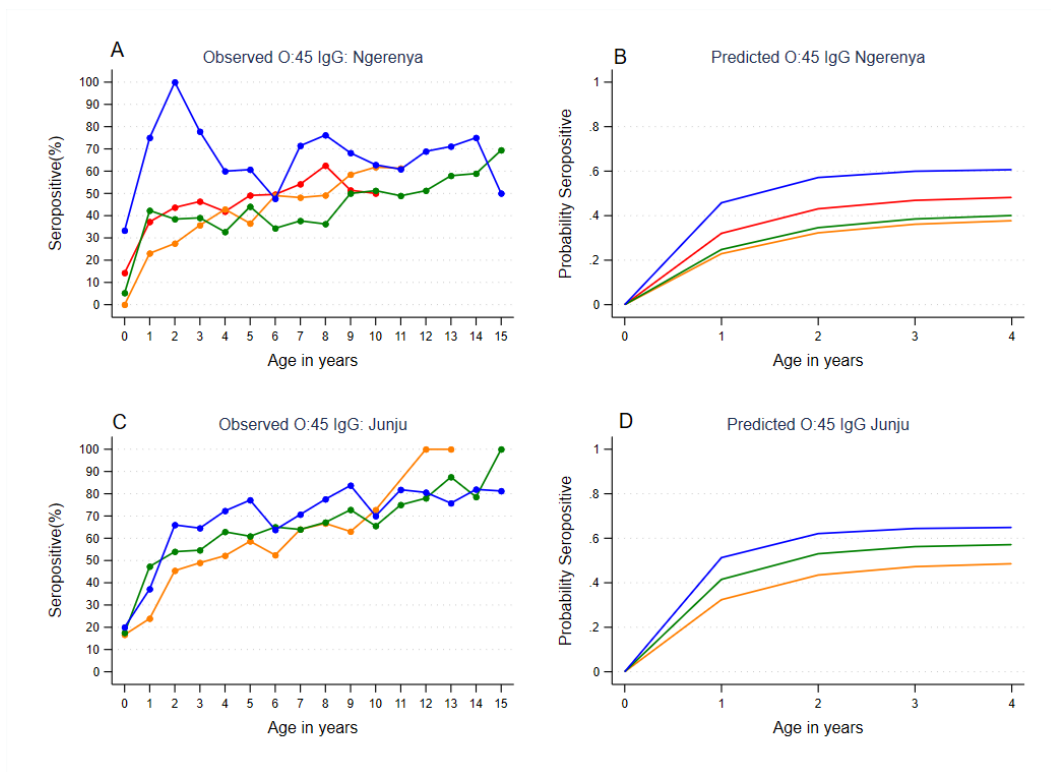 A
Observed O:45 IgG: Ngerenya
Seropositive(%)
100
90
80
70
60
50
40
30
20
10
0
0 1 2 3 4 5 6 7 8 9 10 11 12 13 14 15
Age in years
B
Predicted O:45 IgG Ngerenya
Probability Seropositive
1
.8
.6
.4
.2
0
0 1 2 3 4
Age in years
C
Observed O:45 IgG: Junju
Seropositive(%)
100
90
80
70
60
50
40
30
20
10
0
0 1 2 3 4 5 6 7 8 9 10 11 12 13 14 15
Age in years
D
Predicted O:45 IgG Junju
Probability Seropositive
1
.8
.6
.4
.2
0
0 1 2 3 4
Age in years